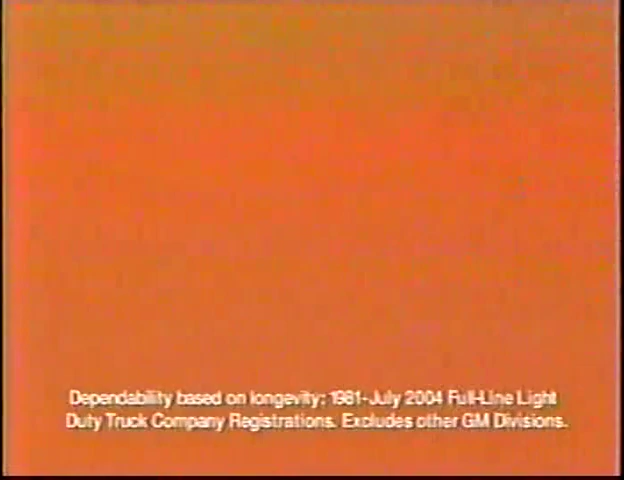 Dependability based on longevity: 1981-July 2004 Full-Line Light
Duty Truck Company Registrations. Excludes other GM Divisions.